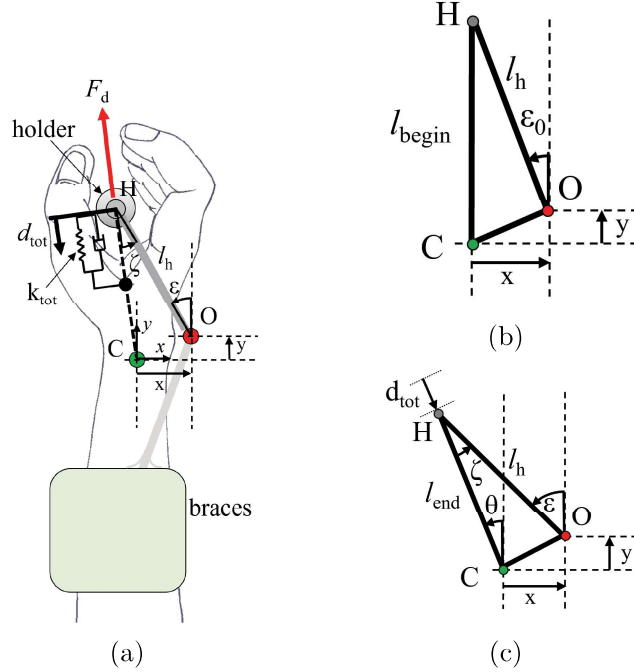 F_d
holder
H
d_tot
k_tot
ζ
l_h
ε
O
C
y
x
x
y
braces
(a)
H
l_h
l_begin
ε_0
O
C
y
x
(b)
d_tot
H
ζ
l_h
l_end
θ
ε
O
C
y
x
(c)